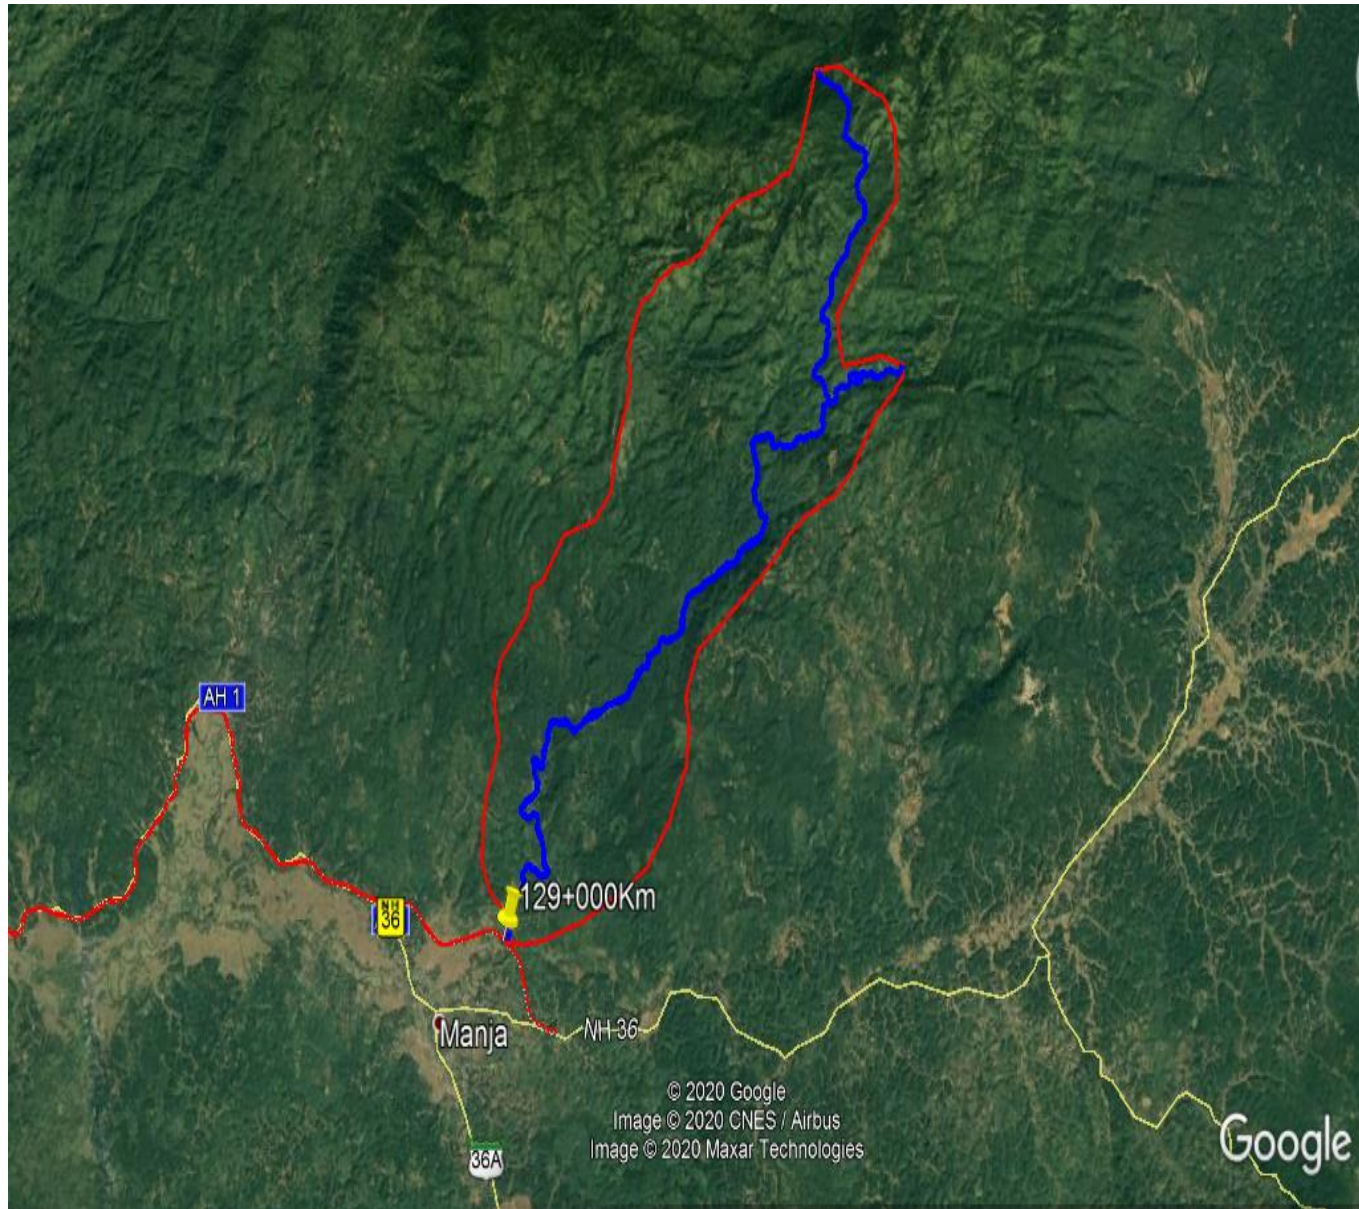 AH 1
129+000Km
NH
36
Manja
NH 36
36A
© 2020 Google
Image © 2020 CNES / Airbus
Image © 2020 Maxar Technologies
Google